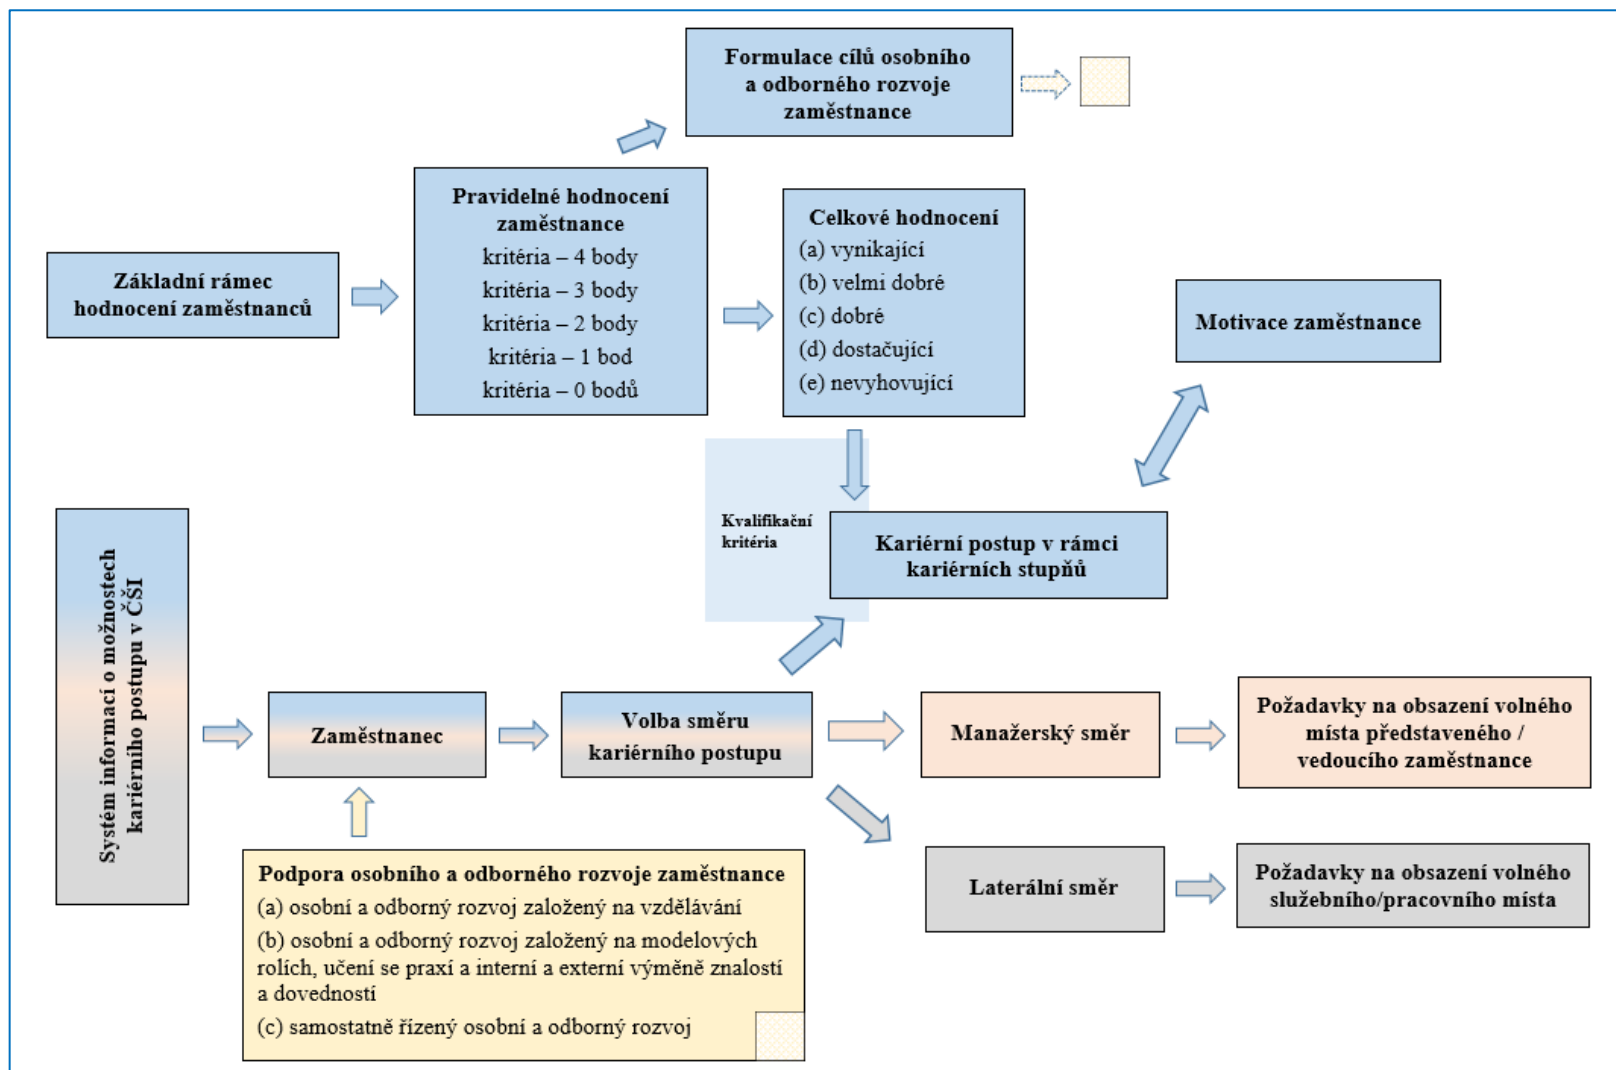 Formulace cílů osobního
a odborného rozvoje
zaměstnance
Pravidelné hodnocení
zaměstnance
kritéria – 4 body
kritéria – 3 body
kritéria – 2 body
kritéria – 1 bod
kritéria – 0 bodů
Celkové hodnocení
(a) vynikající
(b) velmi dobré
(c) dobré
(d) dostačující
(e) nevyhovující
Základní rámec
hodnocení zaměstnanců
Motivace zaměstnance
Kvalifikační
kritéria
Kariérní postup v rámci
kariérních stupňů
Systém informací o možnostech
kariérního postupu v ČŠI
Zaměstnanec
Volba směru
kariérního postupu
Manažerský směr
Požadavky na obsazení volného
místa představeného /
vedoucího zaměstnance
Laterální směr
Požadavky na obsazení volného
služebního/pracovního místa
Podpora osobního a odborného rozvoje zaměstnance
(a) osobní a odborný rozvoj založený na vzdělávání
(b) osobní a odborný rozvoj založený na modelových
rolích, učení se praxí a interní a externí výměně znalostí
a dovedností
(c) samostatně řízený osobní a odborný rozvoj